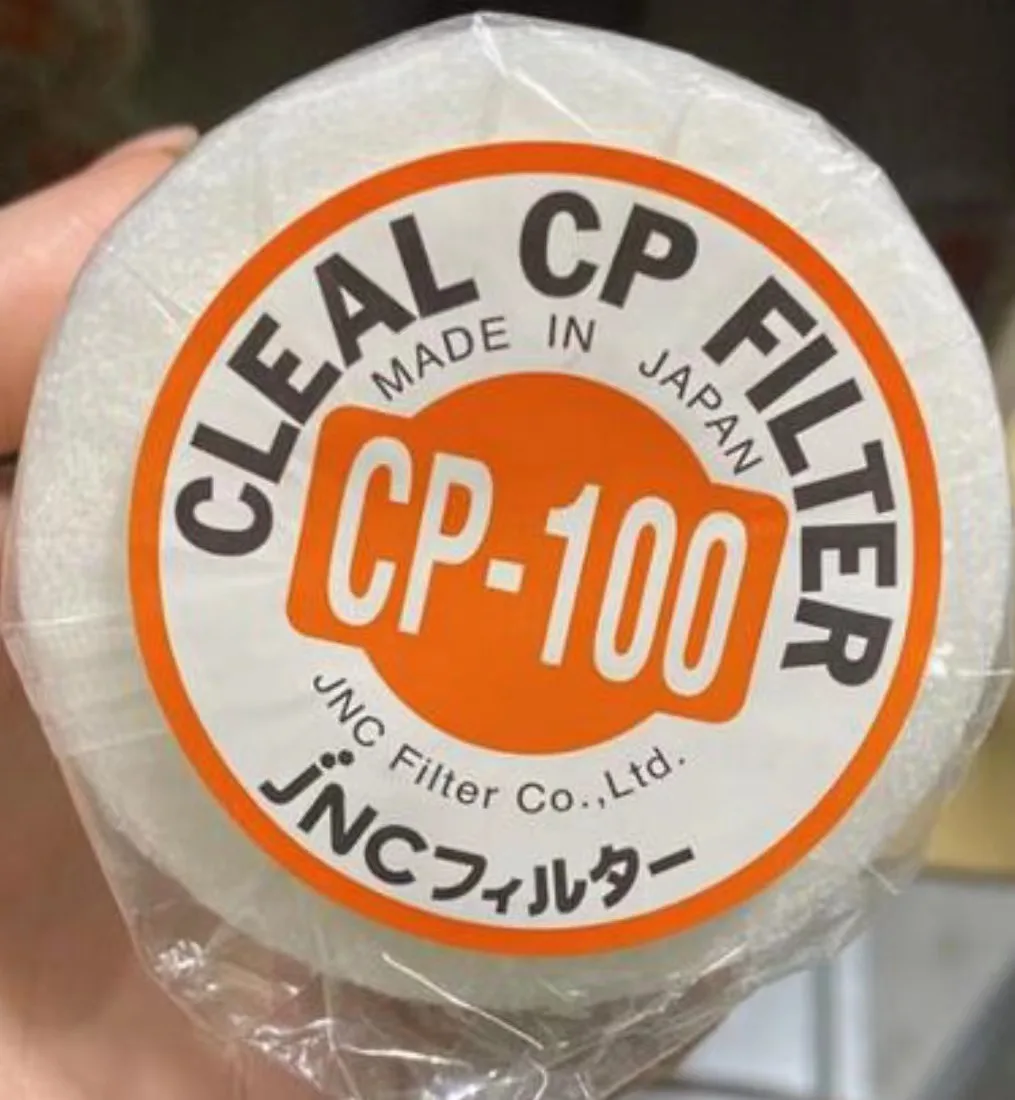 CLEAL CP FILTER
MADE IN JAPAN
CP-100
JNC Filter Co.,Ltd.
JNCフィルター